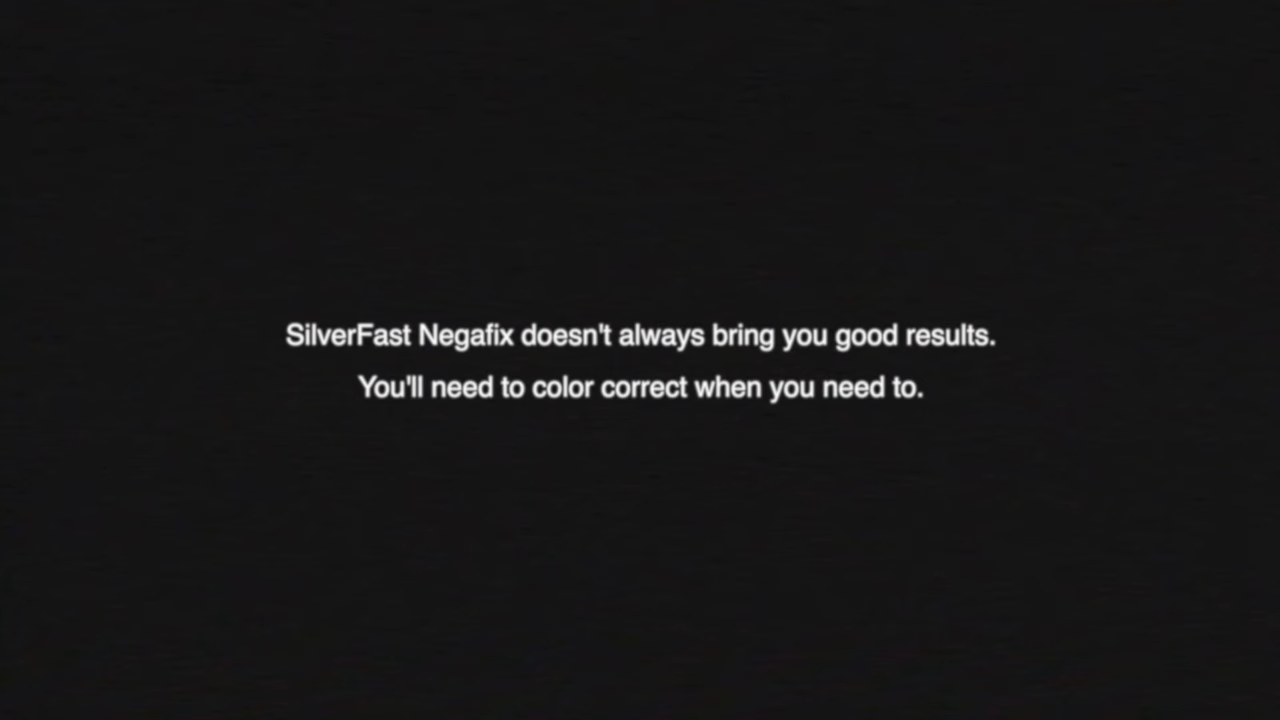 SilverFast Negafix doesn't always bring you good results.
You'll need to color correct when you need to.